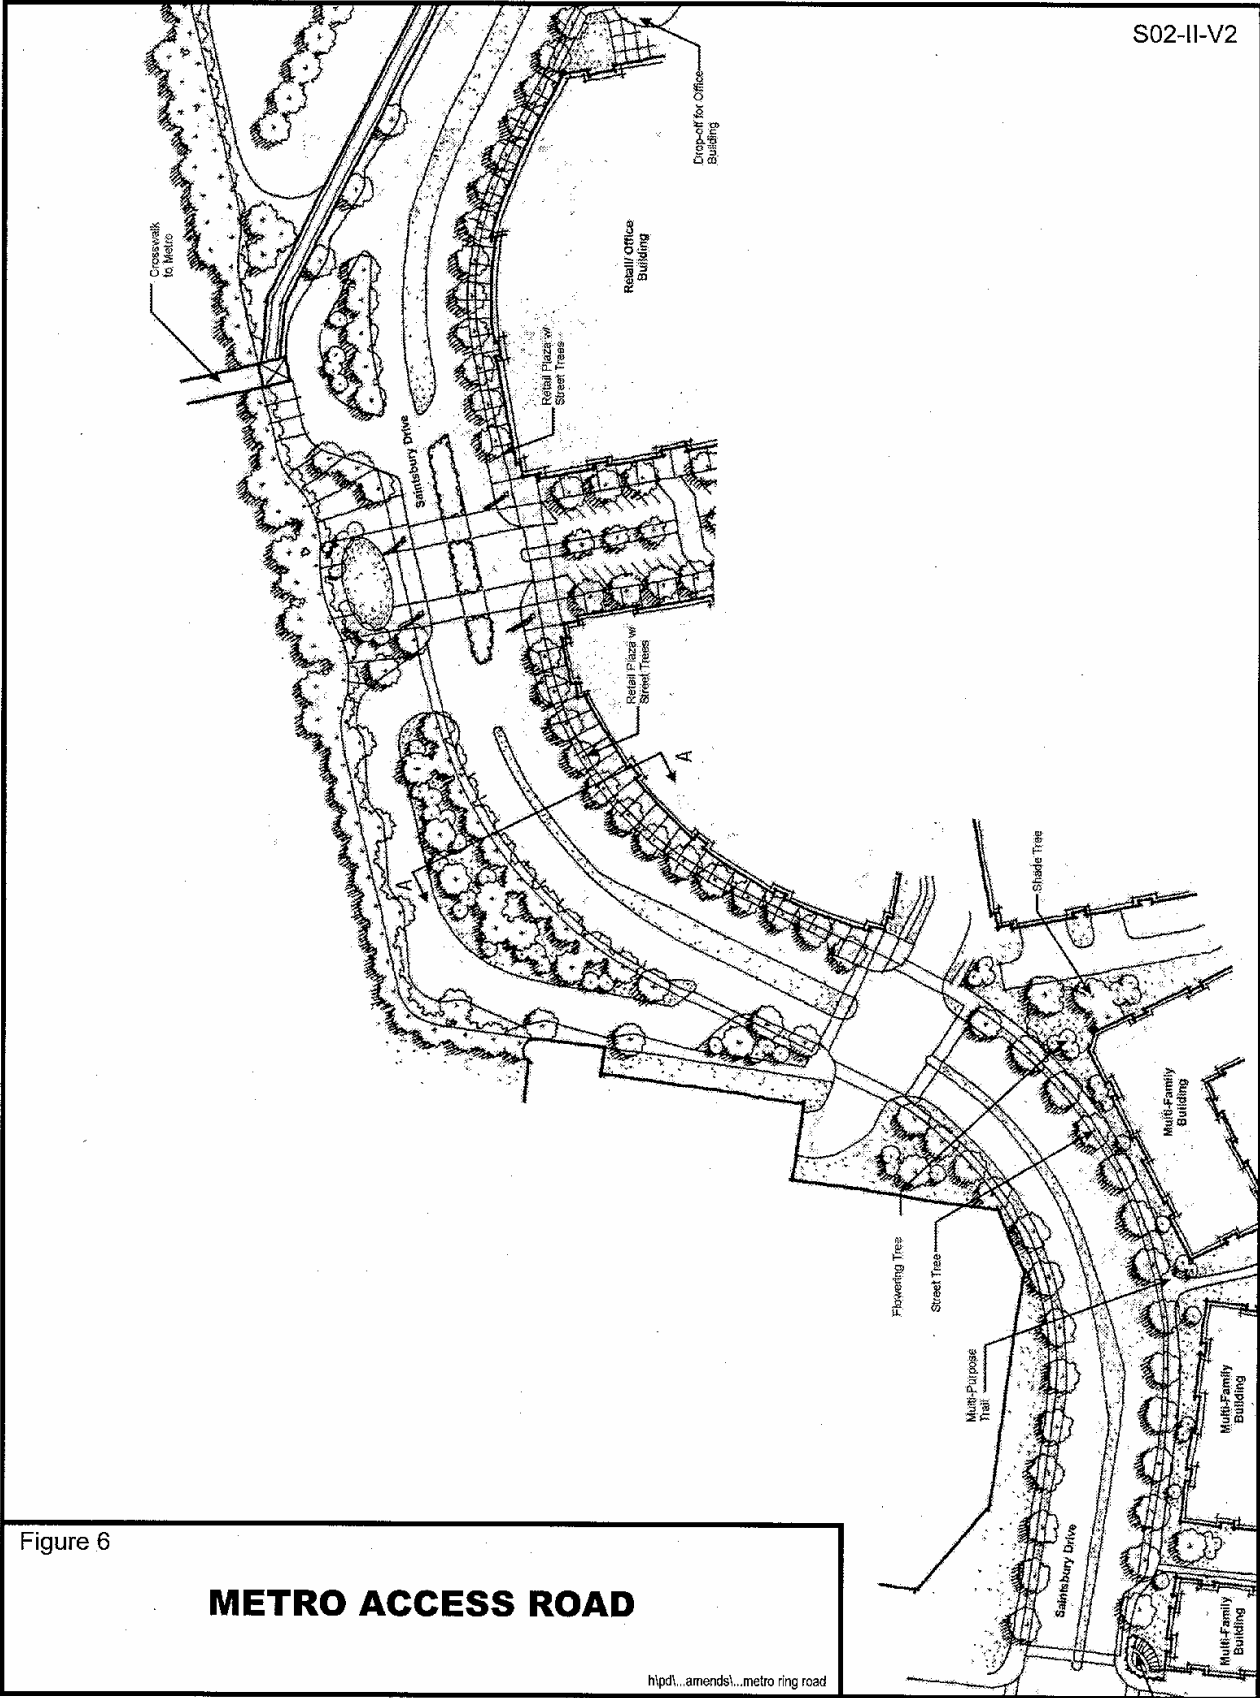 S02-II-V2
Drop-off for Office
Building
Crosswalk
to Metro
Retail/Office
Building
Retail Plaza w/
Street Trees
Saintsbury Drive
Retail Plaza w/
Street Trees
A
A
Shade Tree
Multi-Family
Building
Flowering Tree
Street Tree
Multi-Purpose
Trail
Multi-Family
Building
Saintsbury Drive
Multi-Family
Building
Figure 6
METRO ACCESS ROAD
h\pd\...amends\...metro ring road